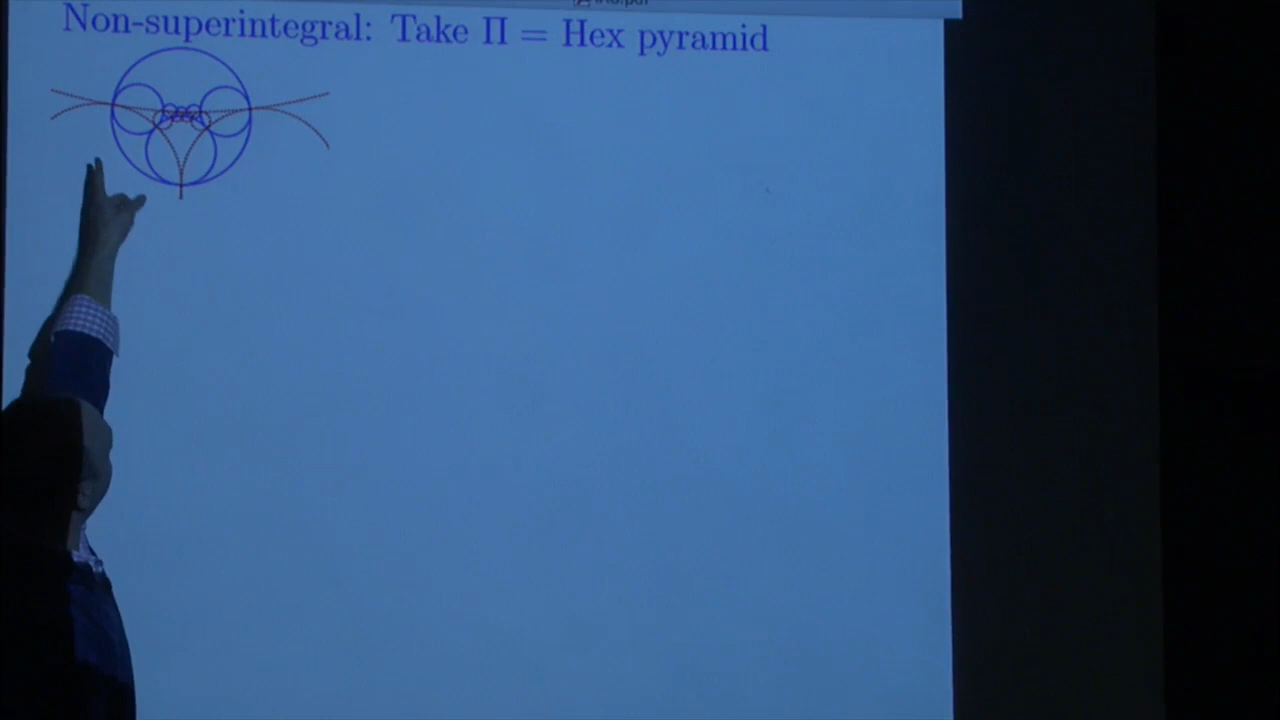 Non-superintegral: Take Π = Hex pyramid